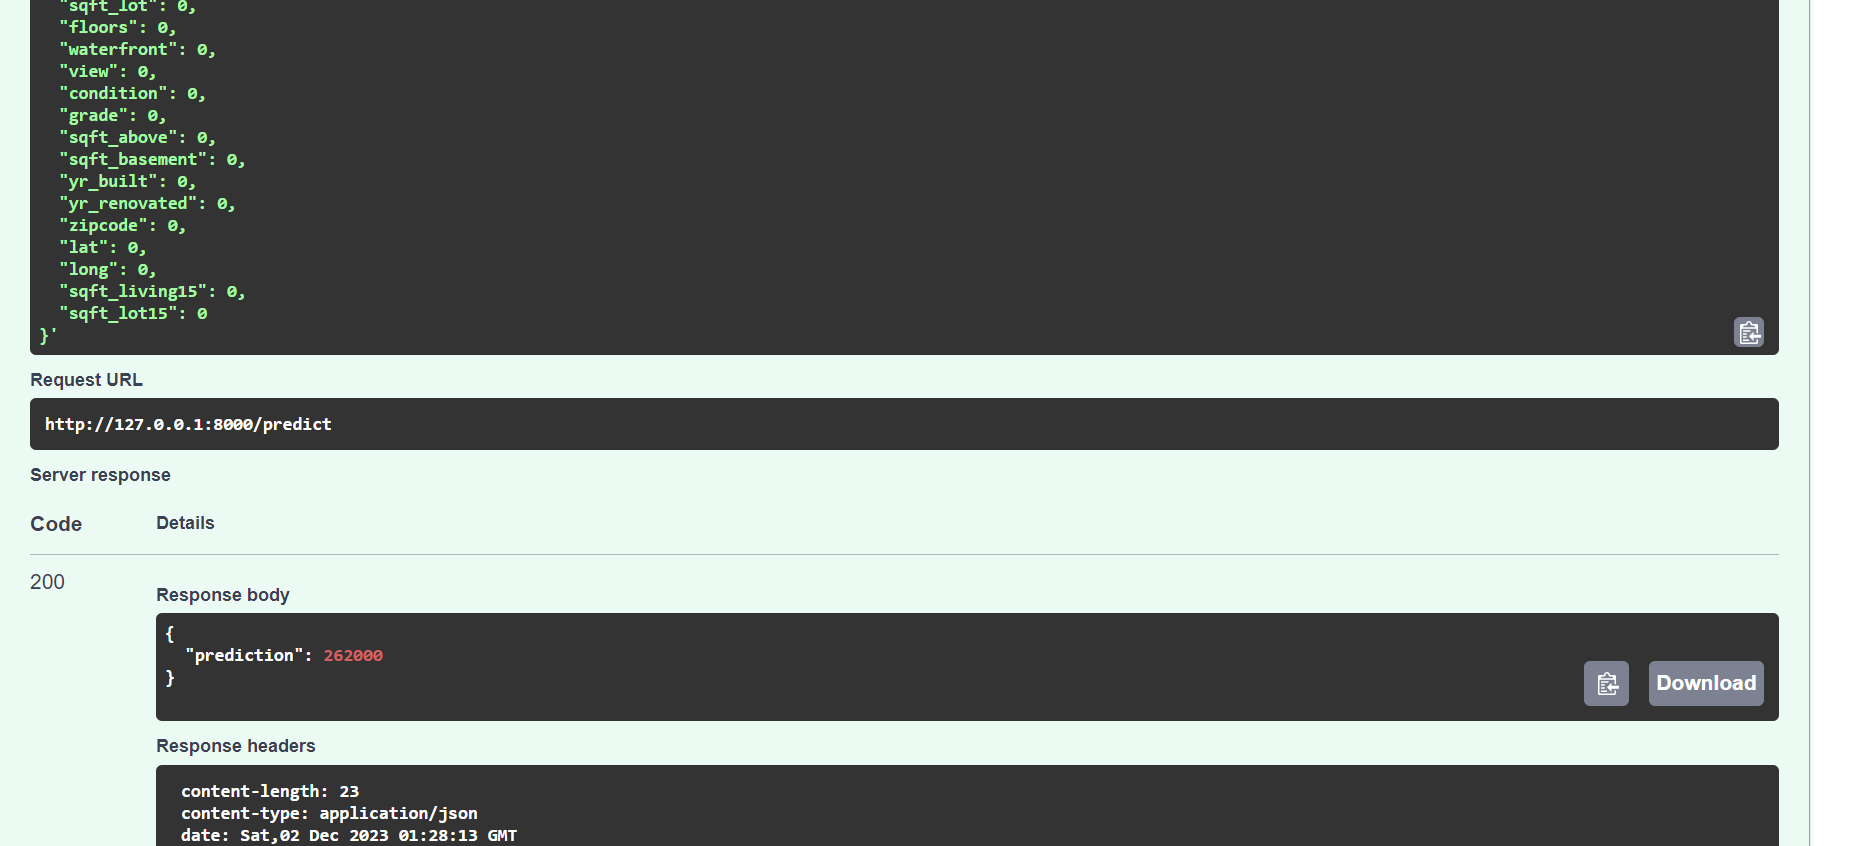 "sqft_lot": 0,
"floors": 0,
"waterfront": 0,
"view": 0,
"condition": 0,
"grade": 0,
"sqft_above": 0,
"sqft_basement": 0,
"yr_built": 0,
"yr_renovated": 0,
"zipcode": 0,
"lat": 0,
"long": 0,
"sqft_living15": 0,
"sqft_lot15": 0
}'
Request URL
http://127.0.0.1:8000/predict
Server response
Code Details
200
Response body
{
"prediction": 262000
}
Download
Response headers
content-length: 23
content-type: application/json
date: Sat,02 Dec 2023 01:28:13 GMT